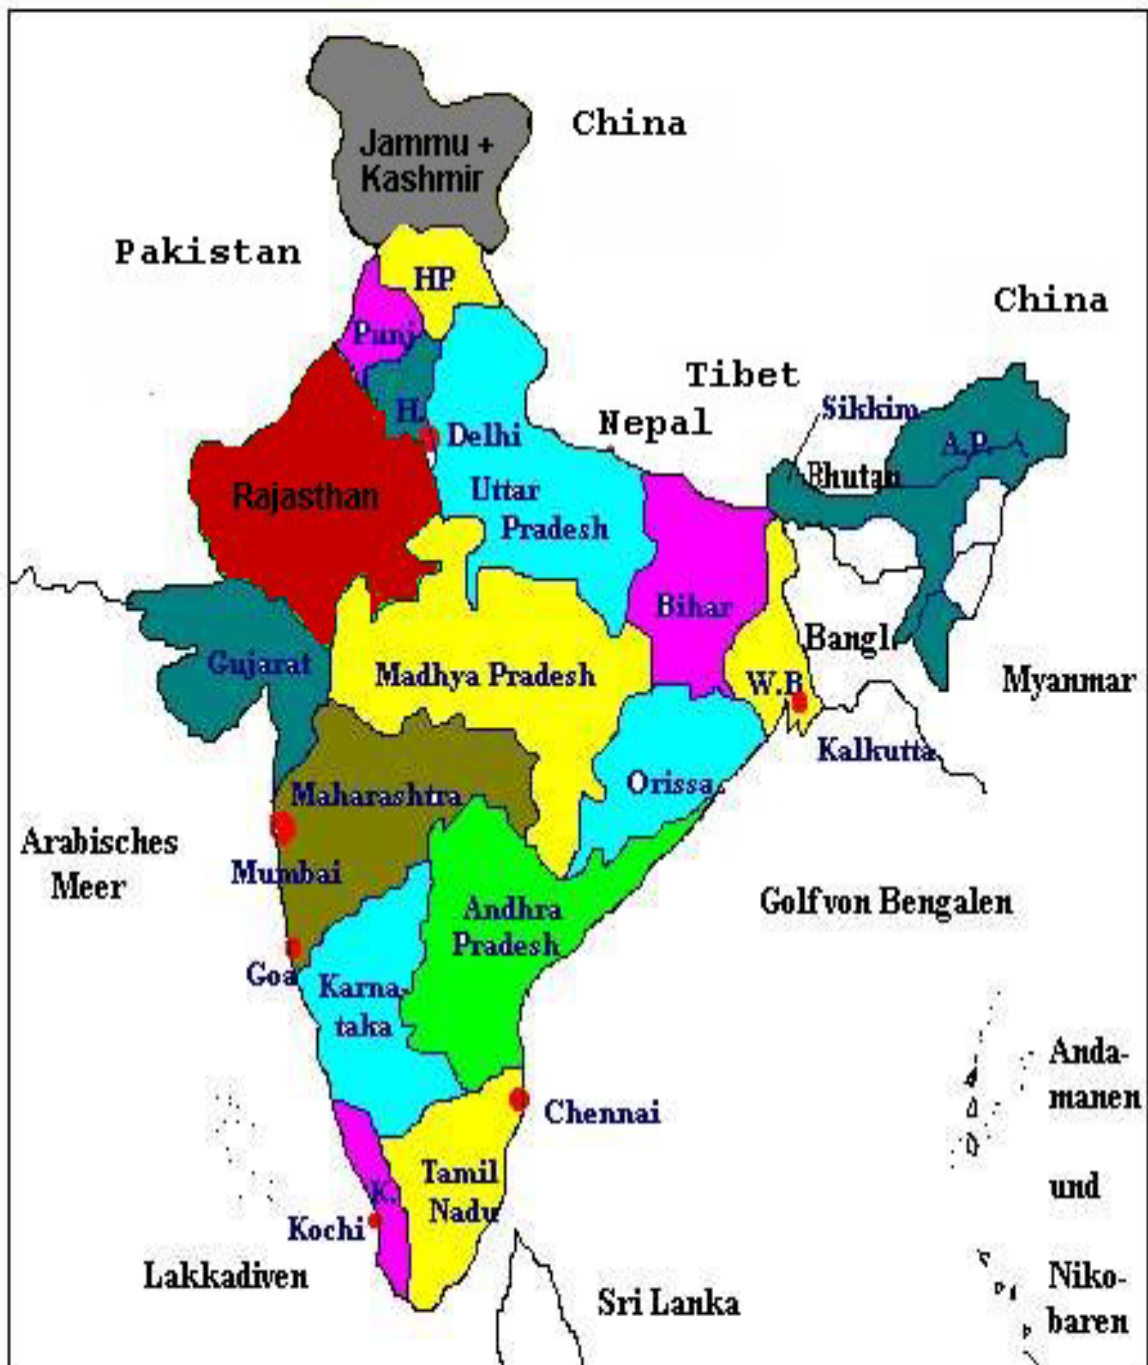 China
Jammu +
Kashmir
Pakistan
HP
China
Punj
Tibet
Sikkim
Nepal
H.
Delhi
A.P.
Bhutan
Rajasthan
Uttar
Pradesh
Bihar
Bangl.
Gujarat
Madhya Pradesh
W.B
Myanmar
Kalkutta
Orissa
Maharashtra
Arabisches
Meer
Mumbai
Golf von Bengalen
Andhra
Pradesh
Goa
Karna-
taka
Anda-
manen
und
Niko-
baren
Chennai
Tamil
Nadu
K.
Kochi
Lakkadiven
Sri Lanka